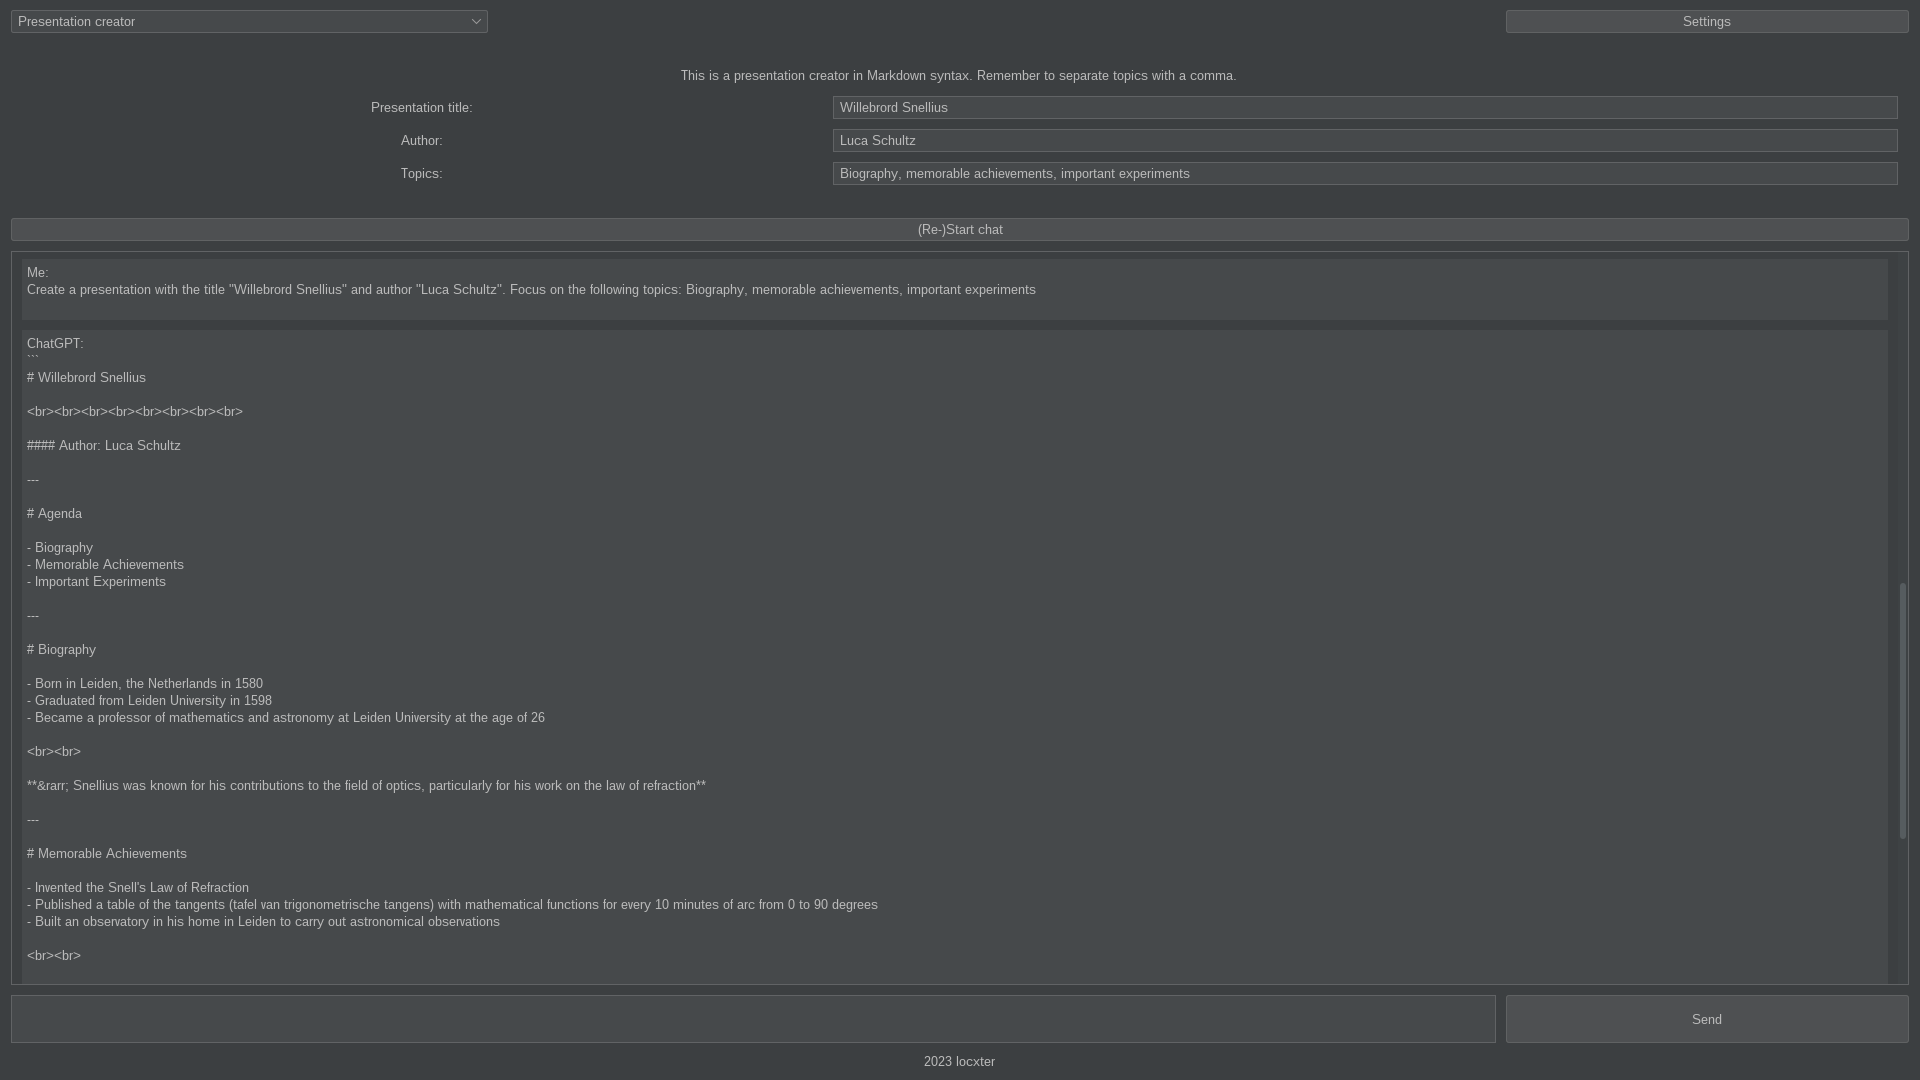 Presentation creator
Settings
This is a presentation creator in Markdown syntax. Remember to separate topics with a comma.
Presentation title:
Willebrord Snellius
Author:
Luca Schultz
Topics:
Biography, memorable achievements, important experiments
(Re-)Start chat
Me:
Create a presentation with the title "Willebrord Snellius" and author "Luca Schultz". Focus on the following topics: Biography, memorable achievements, important experiments
ChatGPT:
```
# Willebrord Snellius
<br><br><br><br><br><br><br><br>
#### Author: Luca Schultz
---
# Agenda
- Biography
- Memorable Achievements
- Important Experiments
---
# Biography
- Born in Leiden, the Netherlands in 1580
- Graduated from Leiden University in 1598
- Became a professor of mathematics and astronomy at Leiden University at the age of 26
<br><br>
**&rarr; Snellius was known for his contributions to the field of optics, particularly for his work on the law of refraction**
---
# Memorable Achievements
- Invented the Snell's Law of Refraction
- Published a table of the tangents (tafel van trigonometrische tangens) with mathematical functions for every 10 minutes of arc from 0 to 90 degrees
- Built an observatory in his home in Leiden to carry out astronomical observations
<br><br>
Send
2023 locxter